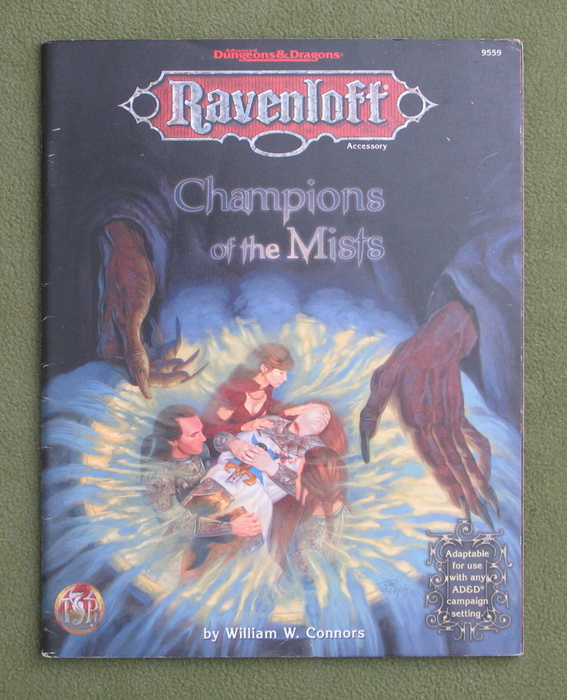 Advanced
Dungeons & Dragons®
9559
Ravenloft®
Accessory
Champions
of the Mists
Adaptable
for use
with any
AD&D®
campaign
setting.
TSR
by William W. Connors